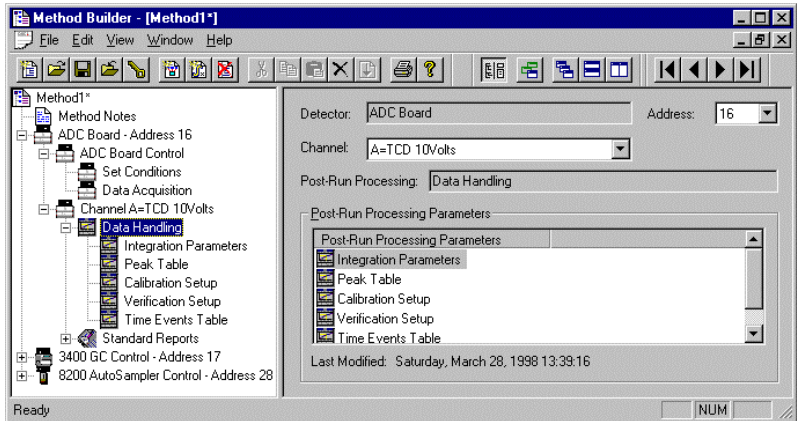 Method Builder - [Method1*]
File Edit View Window Help
Method1*
Method Notes
ADC Board - Address 16
ADC Board Control
Set Conditions
Data Acquisition
Channel A=TCD 10Volts
Data Handling
Integration Parameters
Peak Table
Calibration Setup
Verification Setup
Time Events Table
Standard Reports
3400 GC Control - Address 17
8200 AutoSampler Control - Address 28
Detector: ADC Board Address: 16
Channel: A=TCD 10Volts
Post-Run Processing: Data Handling
Post-Run Processing Parameters
Post-Run Processing Parameters
Integration Parameters
Peak Table
Calibration Setup
Verification Setup
Time Events Table
Last Modified: Saturday, March 28, 1998 13:39:16
Ready NUM